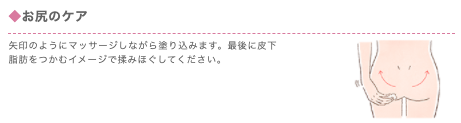 ◆お尻のケア
矢印のようにマッサージしながら塗り込みます。最後に皮下
脂肪をつかむイメージで揉みほぐしてください。